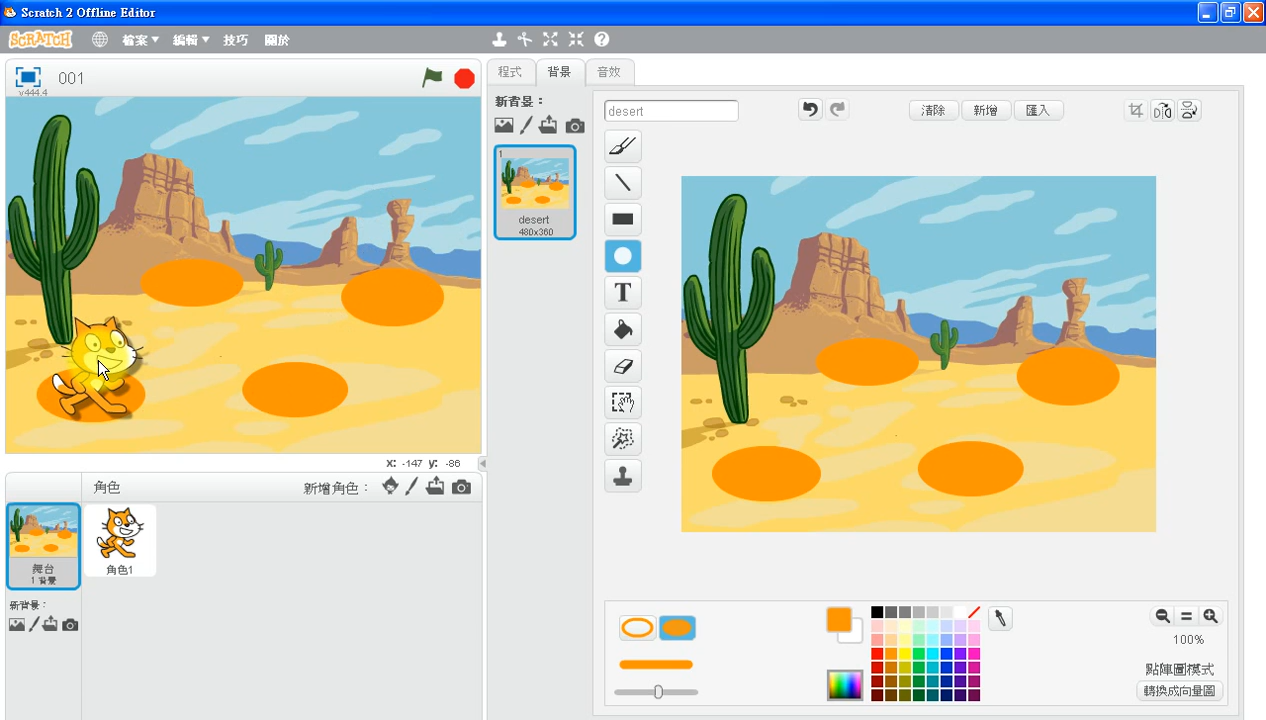 Scratch 2 Offline Editor
SCRATCH 檔案 編輯 技巧 關於
001
v444.4
程式 背景 音效
新背景：
1
desert
480x360
desert
清除 新增 匯入
T
x: -147 y: -86
角色 新增角色：
舞台
1 背景
角色1
新背景：
100%
點陣圖模式
轉換成向量圖